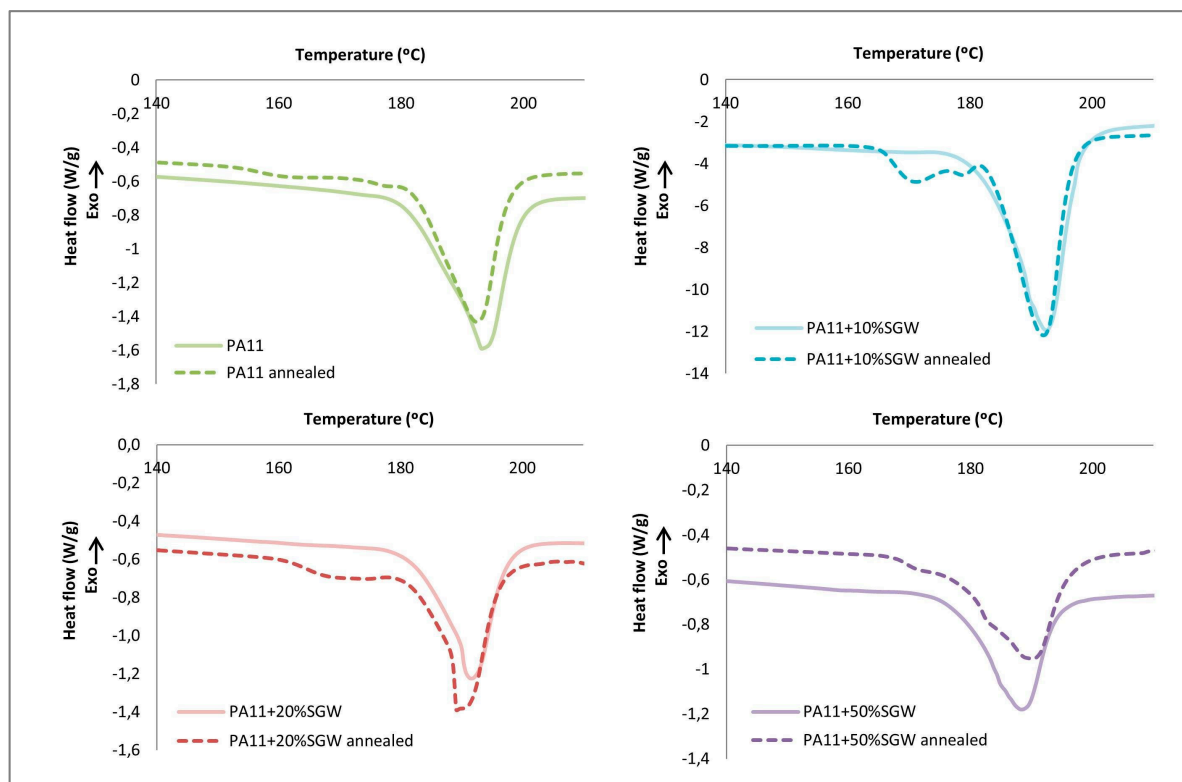 Temperature (ºC)
0
140 160 180 200
-0,2
-0,4
-0,6
-0,8
-1
-1,2
-1,4
-1,6
-1,8
Heat flow (W/g)
Exo
PA11
PA11 annealed
Temperature (ºC)
0
140 160 180 200
-2
-4
-6
-8
-10
-12
-14
Heat flow (W/g)
Exo
PA11+10%SGW
PA11+10%SGW annealed
Temperature (ºC)
0,0
140 160 180 200
-0,2
-0,4
-0,6
-0,8
-1,0
-1,2
-1,4
-1,6
Heat flow (W/g)
Exo
PA11+20%SGW
PA11+20%SGW annealed
Temperature (ºC)
0
140 160 180 200
-0,2
-0,4
-0,6
-0,8
-1
-1,2
-1,4
Heat flow (W/g)
Exo
PA11+50%SGW
PA11+50%SGW annealed